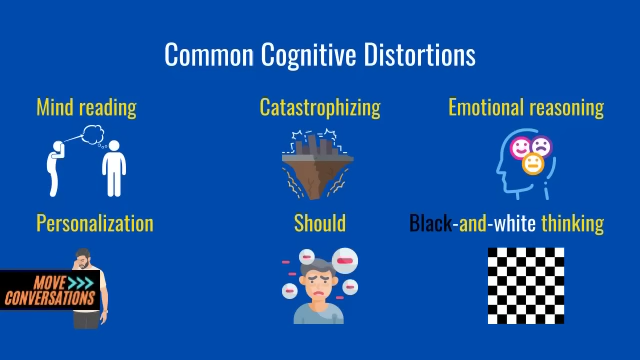 Common Cognitive Distortions
Mind reading
Catastrophizing
Emotional reasoning
Personalization
Should
Black-and-white thinking
MOVE
CONVERSATIONS